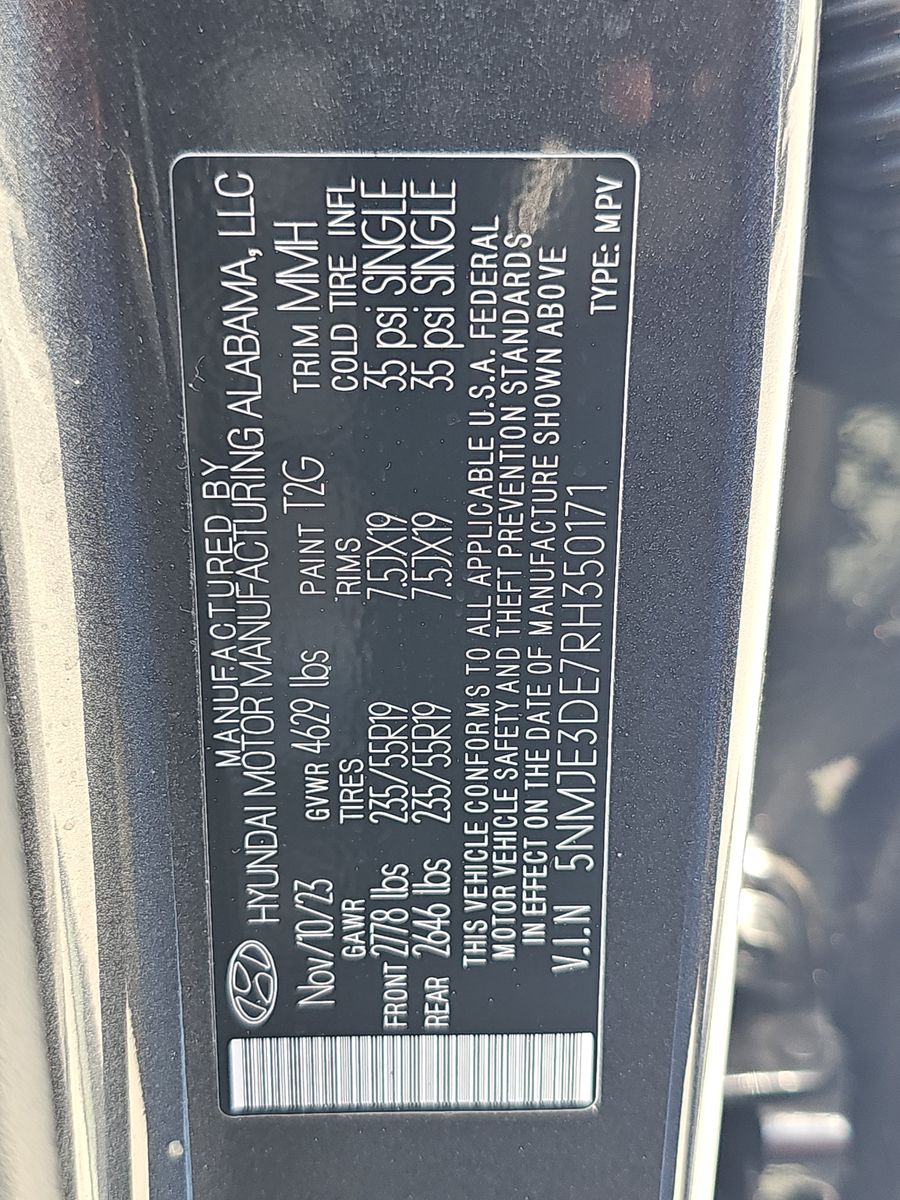 MANUFACTURED BY
HYUNDAI MOTOR MANUFACTURING ALABAMA, LLC
Nov/10/23 GVWR 4629 lbs PAINT T2G TRIM MMH
GAWR TIRES RIMS COLD TIRE INFL
FRONT 2778 lbs 235/55R19 7.5JX19 35 psi SINGLE
REAR 2646 lbs 235/55R19 7.5JX19 35 psi SINGLE
THIS VEHICLE CONFORMS TO ALL APPLICABLE U.S.A. FEDERAL
MOTOR VEHICLE SAFETY AND THEFT PREVENTION STANDARDS
IN EFFECT ON THE DATE OF MANUFACTURE SHOWN ABOVE
V.I.N 5NMJE3DE7RH350171 TYPE: MPV